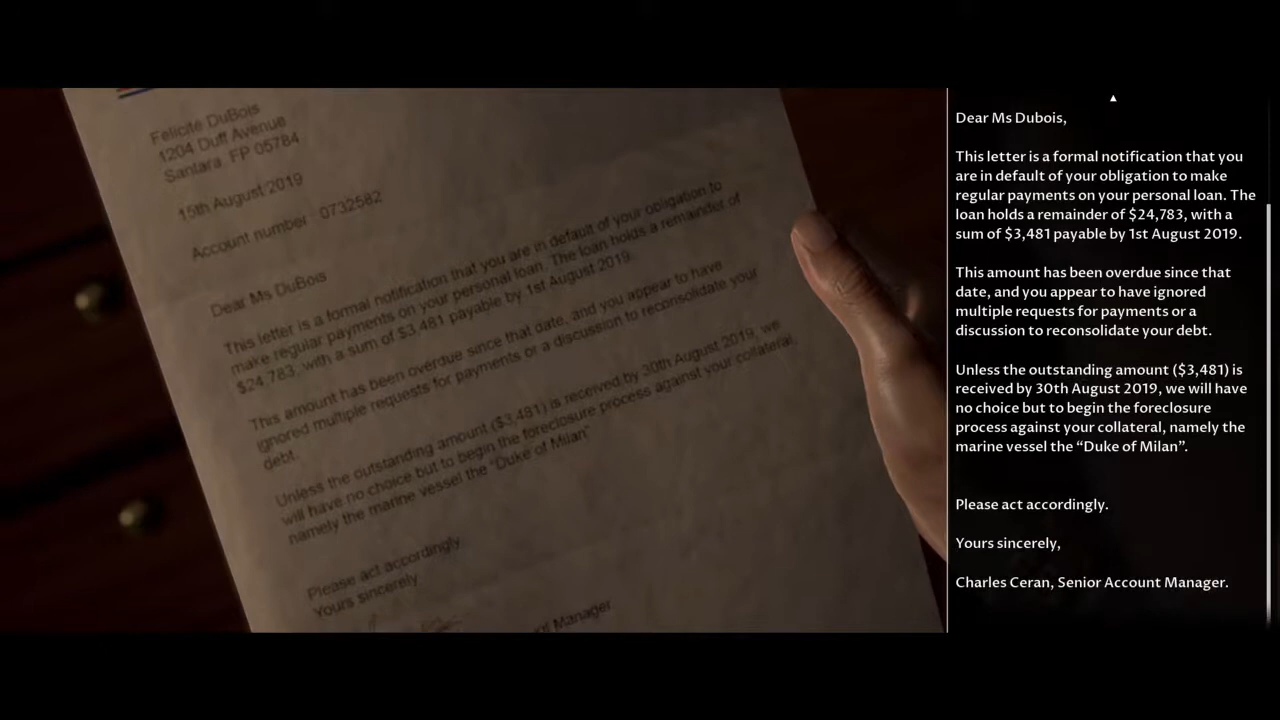 Felicité DuBois
1204 Duff Avenue
Santara FP 05784
15th August 2019
Account number : 0732582
Dear Ms DuBois
This letter is a formal notification that you are in default of your obligation to
make regular payments on your personal loan. The loan holds a remainder of
$24,783, with a sum of $3,481 payable by 1st August 2019.
This amount has been overdue since that date, and you appear to have
ignored multiple requests for payments or a discussion to reconsolidate your
debt.
Unless the outstanding amount ($3,481) is received by 30th August 2019, we
will have no choice but to begin the foreclosure process against your collateral,
namely the marine vessel the "Duke of Milan"
Please act accordingly.
Yours sincerely,
Manager
Dear Ms Dubois,
This letter is a formal notification that you
are in default of your obligation to make
regular payments on your personal loan. The
loan holds a remainder of $24,783, with a
sum of $3,481 payable by 1st August 2019.
This amount has been overdue since that
date, and you appear to have ignored
multiple requests for payments or a
discussion to reconsolidate your debt.
Unless the outstanding amount ($3,481) is
received by 30th August 2019, we will have
no choice but to begin the foreclosure
process against your collateral, namely the
marine vessel the “Duke of Milan”.
Please act accordingly.
Yours sincerely,
Charles Ceran, Senior Account Manager.